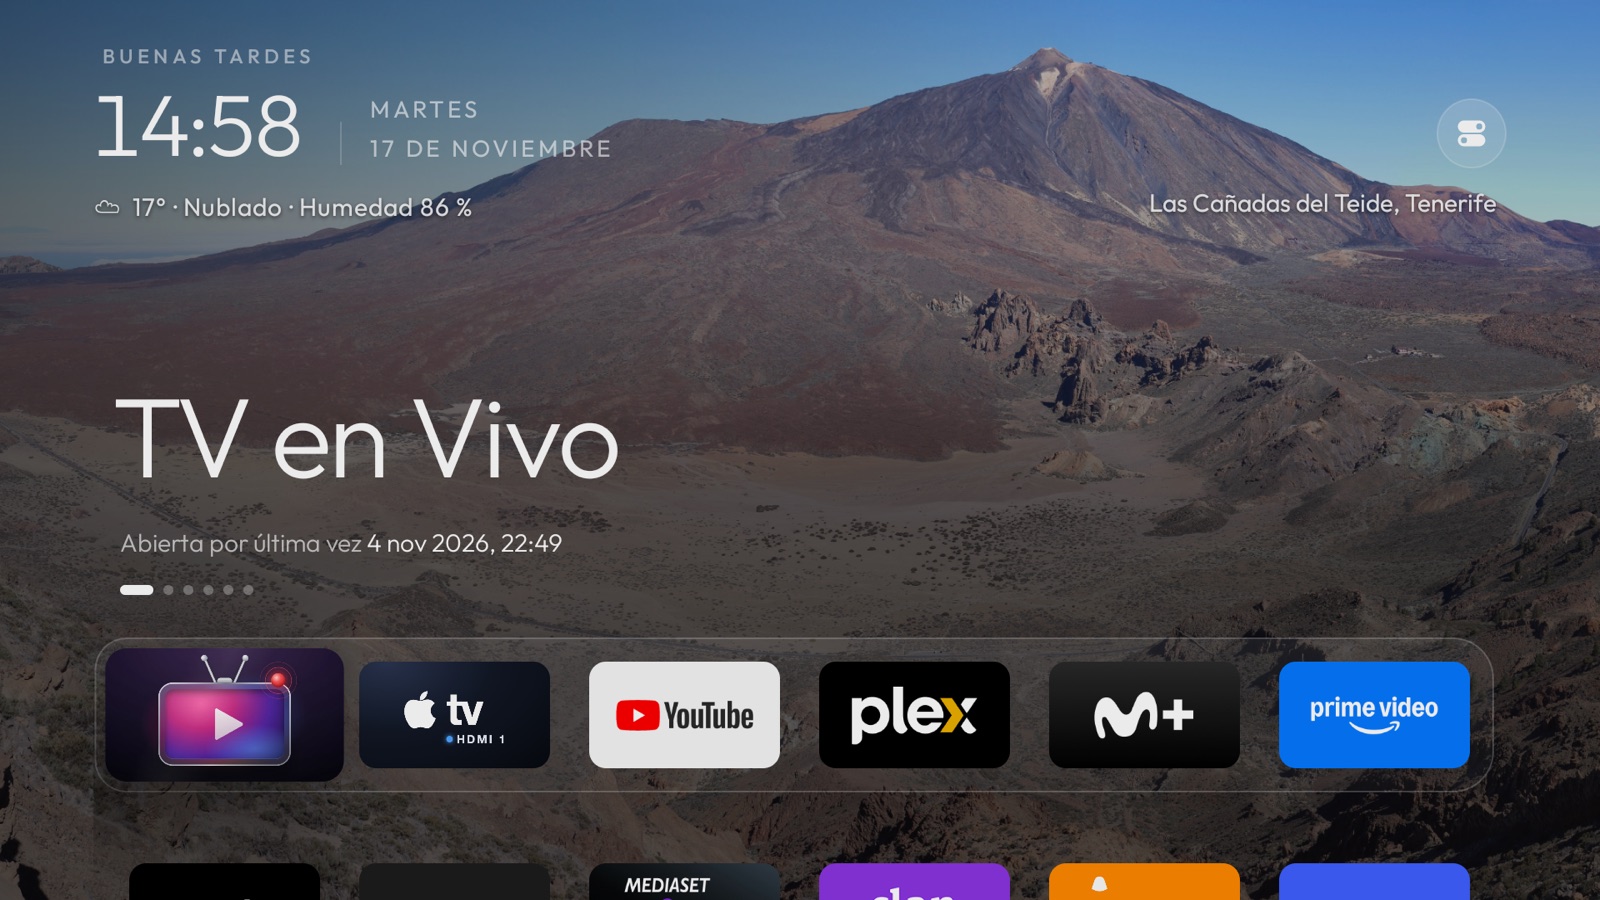 BUENAS TARDES
14:58
MARTES
17 DE NOVIEMBRE
17° · Nublado · Humedad 86 %
Las Cañadas del Teide, Tenerife
TV en Vivo
Abierta por última vez 4 nov 2026, 22:49
tv
HDMI 1
YouTube
plex
M+
prime video
MEDIASET